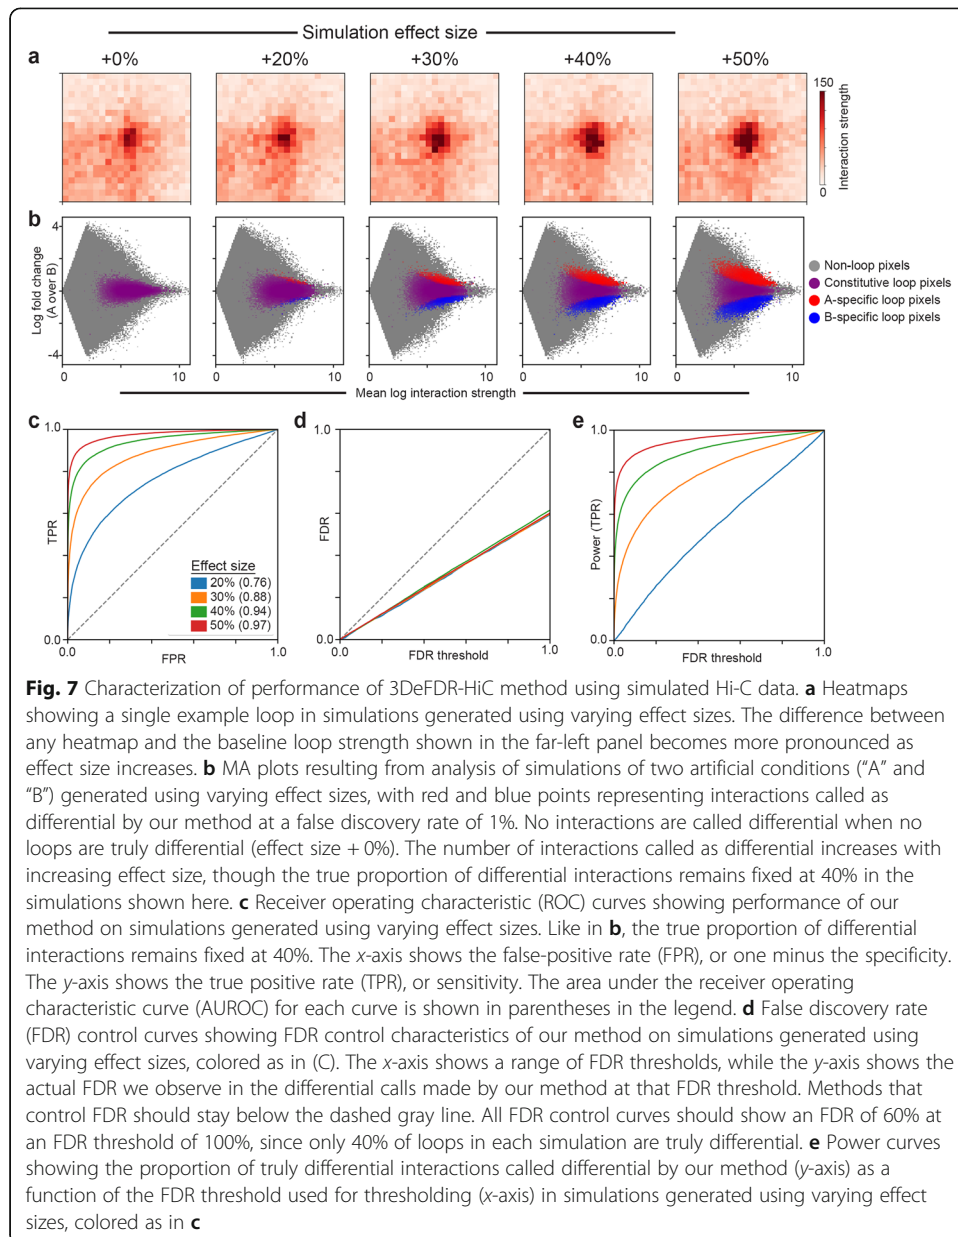 Simulation effect size
a +0% +20% +30% +40% +50%
150
0
Interaction strength
b
4
0
-4
Log fold change
(A over B)
Non-loop pixels
Constitutive loop pixels
A-specific loop pixels
B-specific loop pixels
0 10 0 10 0 10 0 10 0 10
Mean log interaction strength
c
1.0
TPR
0.0
0.0 FPR 1.0
Effect size
20% (0.76)
30% (0.88)
40% (0.94)
50% (0.97)
d
1.0
FDR
0.0
0.0 FDR threshold 1.0
e
1.0
Power (TPR)
0.0
0.0 FDR threshold 1.0
Fig. 7 Characterization of performance of 3DeFDR-HiC method using simulated Hi-C data. a Heatmaps
showing a single example loop in simulations generated using varying effect sizes. The difference between
any heatmap and the baseline loop strength shown in the far-left panel becomes more pronounced as
effect size increases. b MA plots resulting from analysis of simulations of two artificial conditions (“A” and
“B”) generated using varying effect sizes, with red and blue points representing interactions called as
differential by our method at a false discovery rate of 1%. No interactions are called differential when no
loops are truly differential (effect size + 0%). The number of interactions called as differential increases with
increasing effect size, though the true proportion of differential interactions remains fixed at 40% in the
simulations shown here. c Receiver operating characteristic (ROC) curves showing performance of our
method on simulations generated using varying effect sizes. Like in b, the true proportion of differential
interactions remains fixed at 40%. The x-axis shows the false-positive rate (FPR), or one minus the specificity.
The y-axis shows the true positive rate (TPR), or sensitivity. The area under the receiver operating
characteristic curve (AUROC) for each curve is shown in parentheses in the legend. d False discovery rate
(FDR) control curves showing FDR control characteristics of our method on simulations generated using
varying effect sizes, colored as in (C). The x-axis shows a range of FDR thresholds, while the y-axis shows the
actual FDR we observe in the differential calls made by our method at that FDR threshold. Methods that
control FDR should stay below the dashed gray line. All FDR control curves should show an FDR of 60% at
an FDR threshold of 100%, since only 40% of loops in each simulation are truly differential. e Power curves
showing the proportion of truly differential interactions called differential by our method (y-axis) as a
function of the FDR threshold used for thresholding (x-axis) in simulations generated using varying effect
sizes, colored as in c